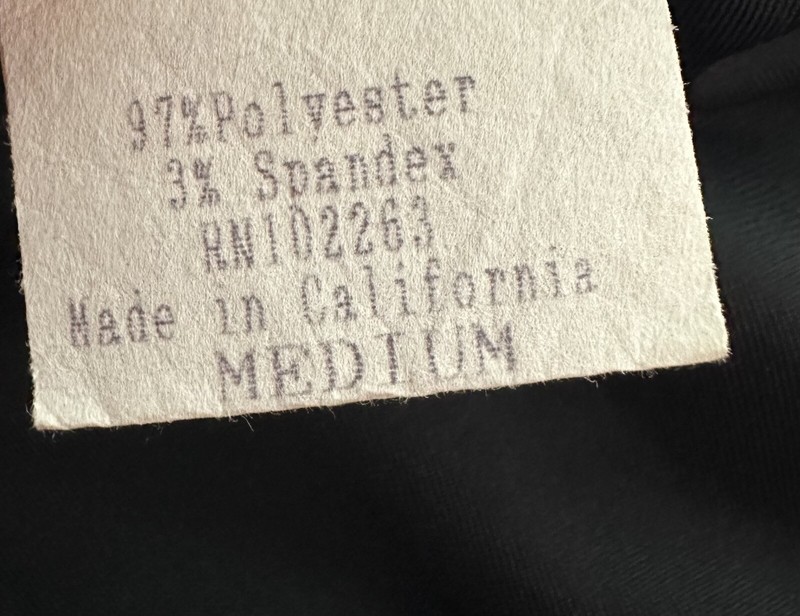 97%Polyester
3% Spandex
RN102263
Made in California
MEDIUM